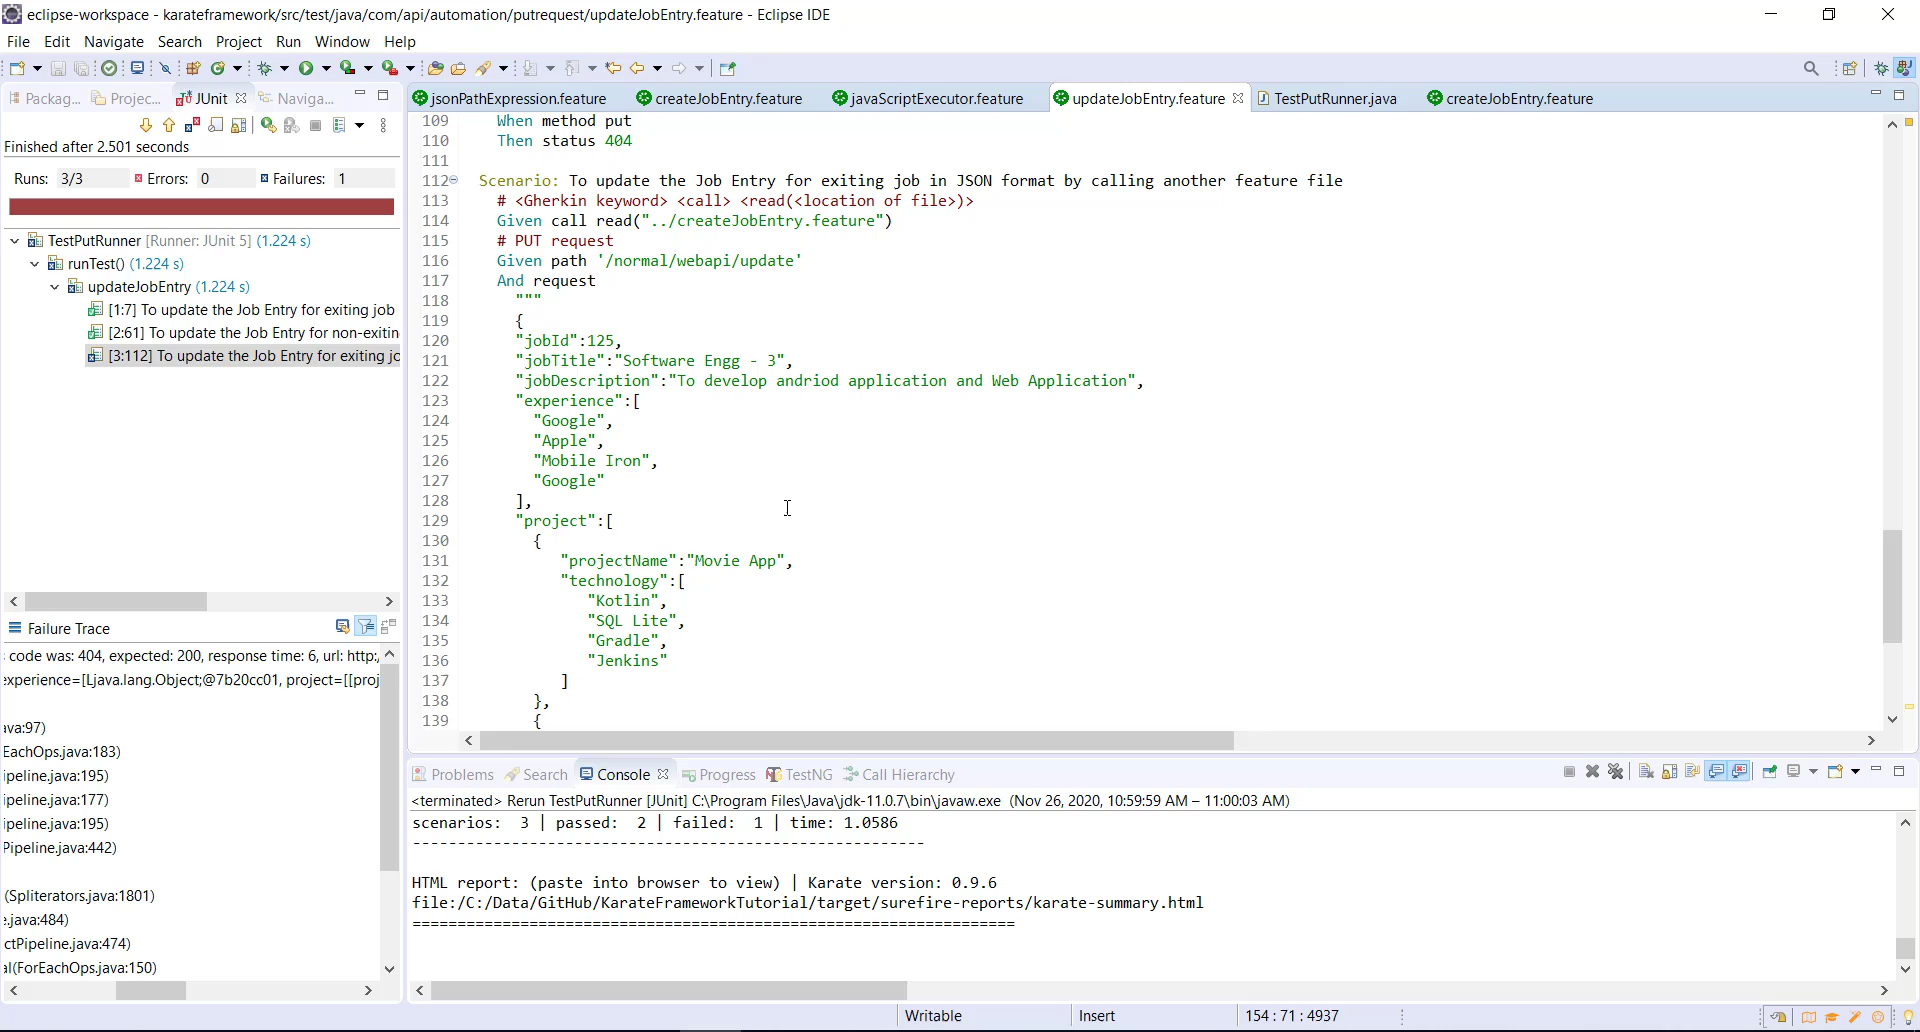 eclipse-workspace - karateframework/src/test/java/com/api/automation/putrequest/updateJobEntry.feature - Eclipse IDE
File Edit Navigate Search Project Run Window Help
Packag... Projec... JUnit Naviga...
jsonPathExpression.feature createJobEntry.feature javaScriptExecutor.feature updateJobEntry.feature TestPutRunner.java createJobEntry.feature
Finished after 2.501 seconds
Runs: 3/3 Errors: 0 Failures: 1
TestPutRunner [Runner: JUnit 5] (1.224 s)
runTest() (1.224 s)
updateJobEntry (1.224 s)
[1:7] To update the Job Entry for exiting job
[2:61] To update the Job Entry for non-exitin
[3:112] To update the Job Entry for exiting jo
Failure Trace
code was: 404, expected: 200, response time: 6, url: http:/
experience=[Ljava.lang.Object;@7b20cc01, project=[[proj
ava:97)
EachOps.java:183)
ipeline.java:195)
ipeline.java:177)
ipeline.java:195)
Pipeline.java:442)
(Spliterators.java:1801)
e.java:484)
ctPipeline.java:474)
al(ForEachOps.java:150)
109 When method put
110 Then status 404
111
112 Scenario: To update the Job Entry for exiting job in JSON format by calling another feature file
113 # <Gherkin keyword> <call> <read(<location of file>)>
114 Given call read("../createJobEntry.feature")
115 # PUT request
116 Given path '/normal/webapi/update'
117 And request
118 """
119 {
120 "jobId":125,
121 "jobTitle":"Software Engg - 3",
122 "jobDescription":"To develop andriod application and Web Application",
123 "experience":[
124 "Google",
125 "Apple",
126 "Mobile Iron",
127 "Google"
128 ],
129 "project":[
130 {
131 "projectName":"Movie App",
132 "technology":[
133 "Kotlin",
134 "SQL Lite",
135 "Gradle",
136 "Jenkins"
137 ]
138 },
139 {
Problems Search Console Progress TestNG Call Hierarchy
<terminated> Rerun TestPutRunner [JUnit] C:\Program Files\Java\jdk-11.0.7\bin\javaw.exe (Nov 26, 2020, 10:59:59 AM – 11:00:03 AM)
scenarios: 3 | passed: 2 | failed: 1 | time: 1.0586
---------------------------------------------------------
HTML report: (paste into browser to view) | Karate version: 0.9.6
file:/C:/Data/GitHub/KarateFrameworkTutorial/target/surefire-reports/karate-summary.html
===================================================================
Writable Insert 154 : 71 : 4937